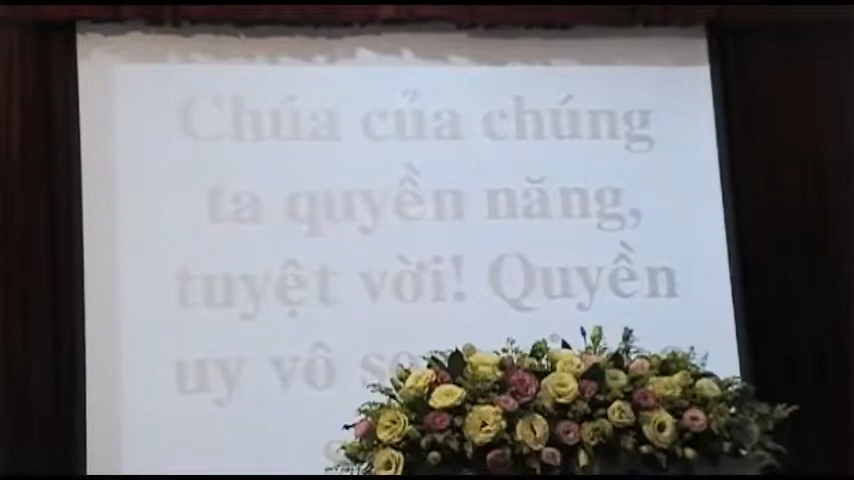 Chúa của chúng
ta quyền năng,
tuyệt vời! Quyền
uy vô